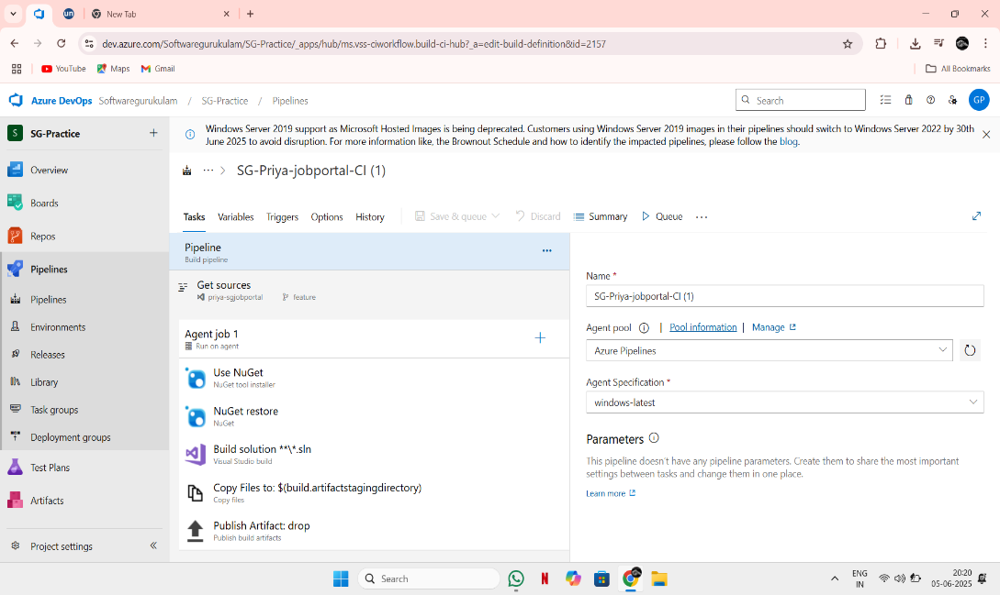 New Tab
dev.azure.com/Softwaregurukulam/SG-Practice/_apps/hub/ms.vss-ciworkflow.build-ci-hub?_a=edit-build-definition&id=2157
YouTube
Maps
Gmail
All Bookmarks
Azure DevOps
Softwaregurukulam / SG-Practice / Pipelines
Search
GP
S
SG-Practice
Windows Server 2019 support as Microsoft Hosted Images is being deprecated. Customers using Windows Server 2019 images in their pipelines should switch to Windows Server 2022 by 30th
June 2025 to avoid disruption. For more information like, the Brownout Schedule and how to identify the impacted pipelines, please follow the blog.
Overview
Boards
Repos
Pipelines
Pipelines
Environments
Releases
Library
Task groups
Deployment groups
Test Plans
Artifacts
Project settings
··· > SG-Priya-jobportal-CI (1)
Tasks
Variables
Triggers
Options
History
Save & queue
Discard
Summary
Queue
Pipeline
Build pipeline
Get sources
priya-sgjobportal
feature
Agent job 1
Run on agent
Use NuGet
NuGet tool installer
NuGet restore
NuGet
Build solution **\*.sln
Visual Studio build
Copy Files to: $(build.artifactstagingdirectory)
Copy files
Publish Artifact: drop
Publish build artifacts
Name *
SG-Priya-jobportal-CI (1)
Agent pool | Pool information | Manage
Azure Pipelines
Agent Specification *
windows-latest
Parameters
This pipeline doesn't have any pipeline parameters. Create them to share the most important
settings between tasks and change them in one place.
Learn more
Search
N
ENG
IN
20:20
05-06-2025